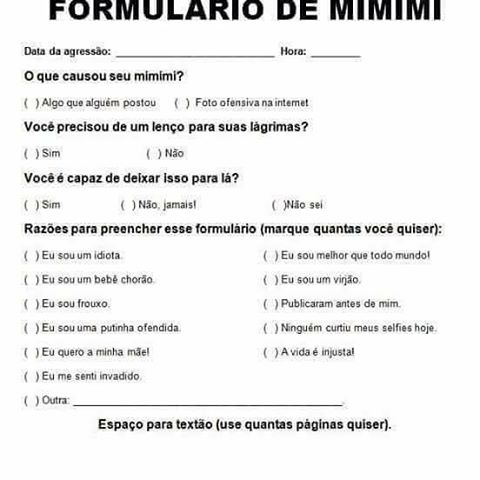 FORMULÁRIO DE MIMIMI
Data da agressão: ____________________________ Hora: _________
O que causou seu mimimi?
( ) Algo que alguém postou ( ) Foto ofensiva na internet
Você precisou de um lenço para suas lágrimas?
( ) Sim ( ) Não
Você é capaz de deixar isso para lá?
( ) Sim ( ) Não, jamais! ( )Não sei
Razões para preencher esse formulário (marque quantas você quiser):
( ) Eu sou um idiota. ( ) Eu sou melhor que todo mundo!
( ) Eu sou um bebê chorão. ( ) Eu sou um virjão.
( ) Eu sou frouxo. ( ) Publicaram antes de mim.
( ) Eu sou uma putinha ofendida. ( ) Ninguém curtiu meus selfies hoje.
( ) Eu quero a minha mãe! ( ) A vida é injusta!
( ) Eu me senti invadido.
( ) Outra: ________________________________________________.
Espaço para textão (use quantas páginas quiser).